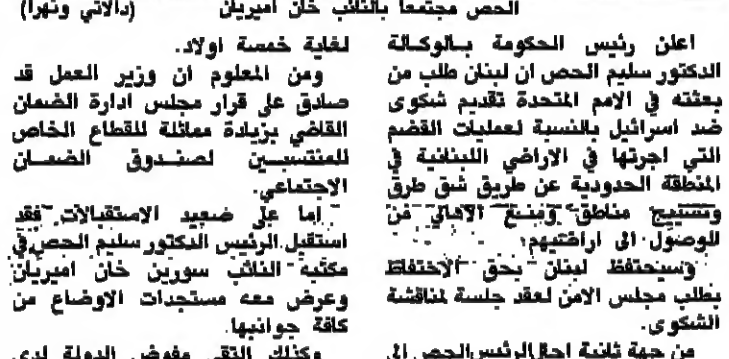 الحص مجتمعا بالنائب خان اميريان (دالاتي ونهرا)
اعلن رئيس الحكومة بالوكالة
الدكتور سليم الحص ان لبنان طلب من
بعثته في الامم المتحدة تقديم شكوى
ضد اسرائيل بالنسبة لعمليات القضم
التي اجرتها في الاراضي اللبنانية في
المنطقة الحدودية عن طريق شق طرق
وتسييج مناطق ومنع الاهالي من
الوصول الى اراضيهم.
وسيحتفظ لبنان بحق الاحتفاظ
بطلب مجلس الامن لعقد جلسة لمناقشة
الشكوى.
من جهة ثانية احال الرئيس الحص الى
لغاية خمسة اولاد.
ومن المعلوم ان وزير العمل قد
صادق على قرار مجلس ادارة الضمان
القاضي بزيادة مماثلة للقطاع الخاص
للمنتسبين لصندوق الضمان
الاجتماعي.
اما على صعيد الاستقبالات فقد
استقبل الرئيس الدكتور سليم الحص في
مكتبه النائب سورين خان اميريان
وعرض معه مستجدات الاوضاع من
كافة جوانبها.
وكذلك التقى مفوض الدولة لدى